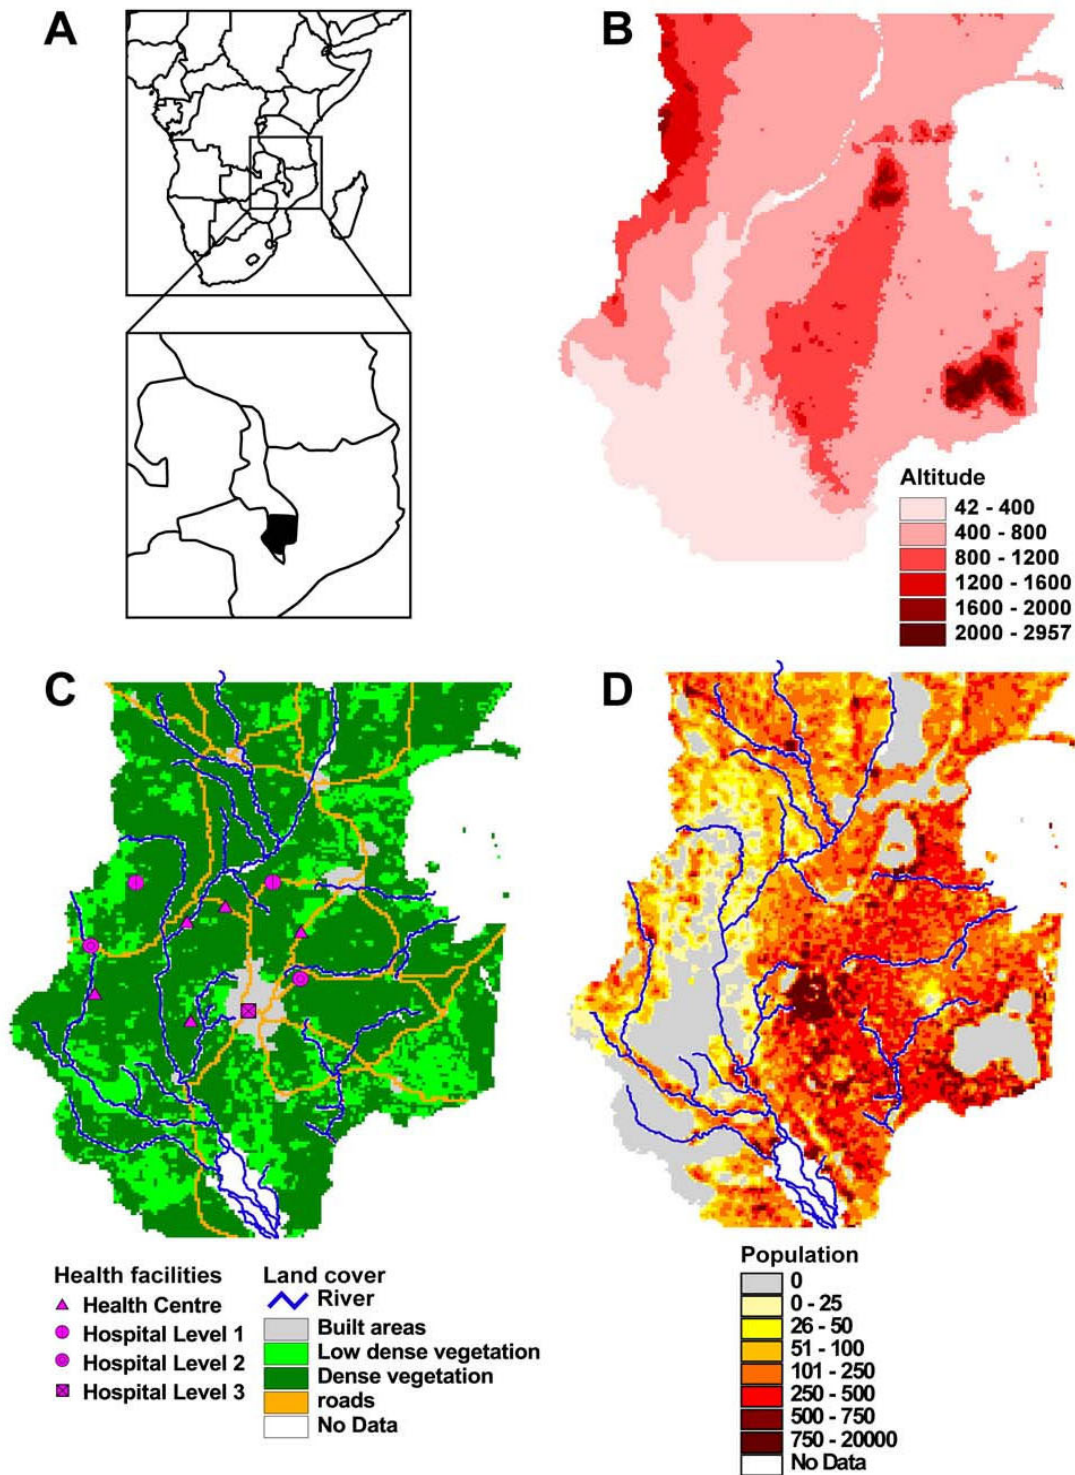 A
B
Altitude
42 - 400
400 - 800
800 - 1200
1200 - 1600
1600 - 2000
2000 - 2957
C
D
Health facilities
Health Centre
Hospital Level 1
Hospital Level 2
Hospital Level 3
Land cover
River
Built areas
Low dense vegetation
Dense vegetation
roads
No Data
Population
0
0 - 25
26 - 50
51 - 100
101 - 250
250 - 500
500 - 750
750 - 20000
No Data